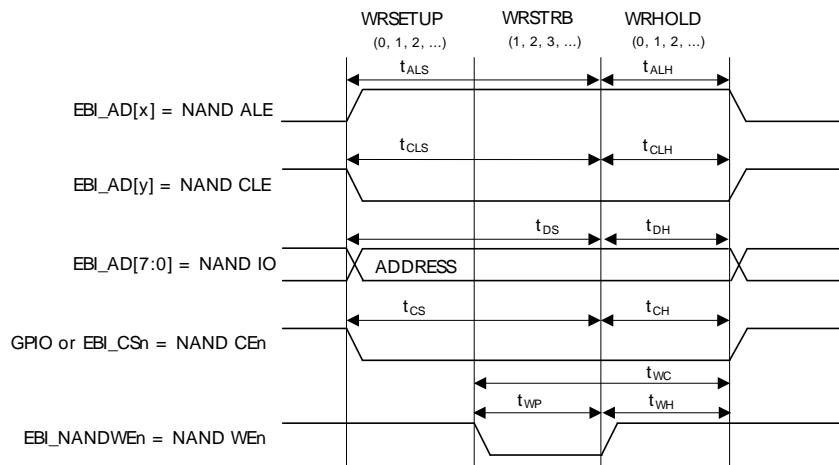 WRSETUP WRSTRB WRHOLD
(0, 1, 2, ...) (1, 2, 3, ...) (0, 1, 2, ...)
tALS tALH
EBI_AD[x] = NAND ALE
tCLS tCLH
EBI_AD[y] = NAND CLE
tDS tDH
EBI_AD[7:0] = NAND IO ADDRESS
tCS tCH
GPIO or EBI_CSn = NAND CEn
tWC
tWP tWH
EBI_NANDWEn = NAND WEn